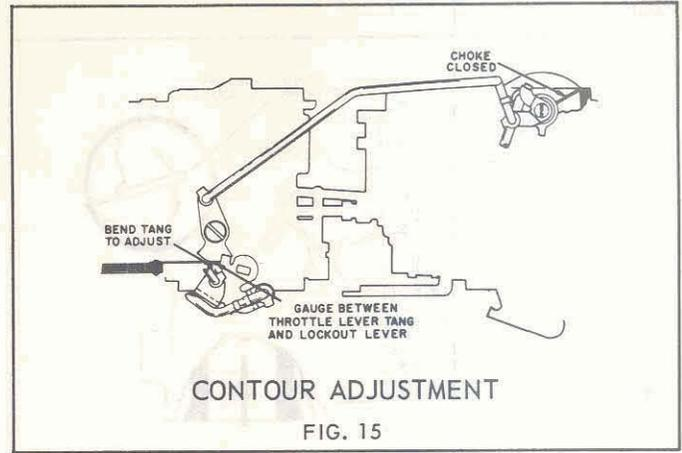 CHOKE
CLOSED
BEND TANG
TO ADJUST
GAUGE BETWEEN
THROTTLE LEVER TANG
AND LOCKOUT LEVER
CONTOUR ADJUSTMENT
FIG. 15